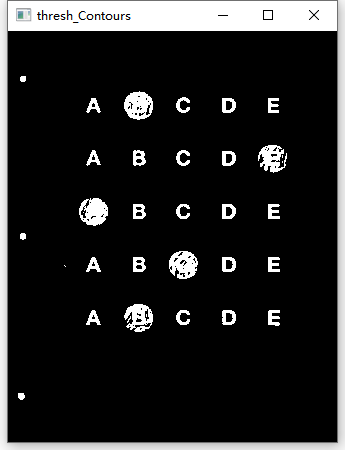 thresh_Contours
A C D E
A B C D
B C D E
A B D E
A C D E